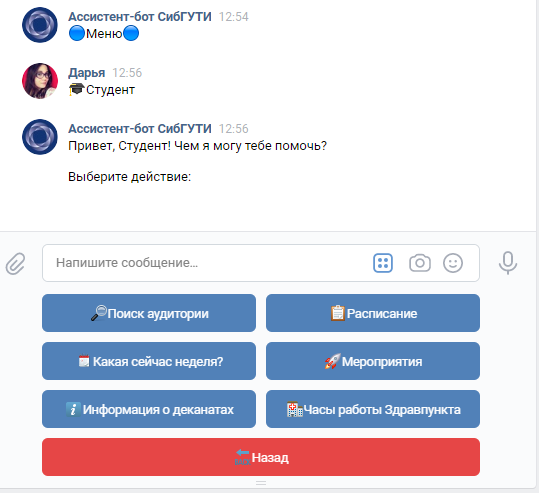 Ассистент-бот СибГУТИ 12:54
🔵Меню🔵
Дарья 12:56
🎓Студент
Ассистент-бот СибГУТИ 12:56
Привет, Студент! Чем я могу тебе помочь?
Выберите действие:
Напишите сообщение...
🔎Поиск аудитории
📋Расписание
🗓Какая сейчас неделя?
🚀Мероприятия
ℹ️Информация о деканатах
🏥Часы работы Здравпункта
🔙Назад